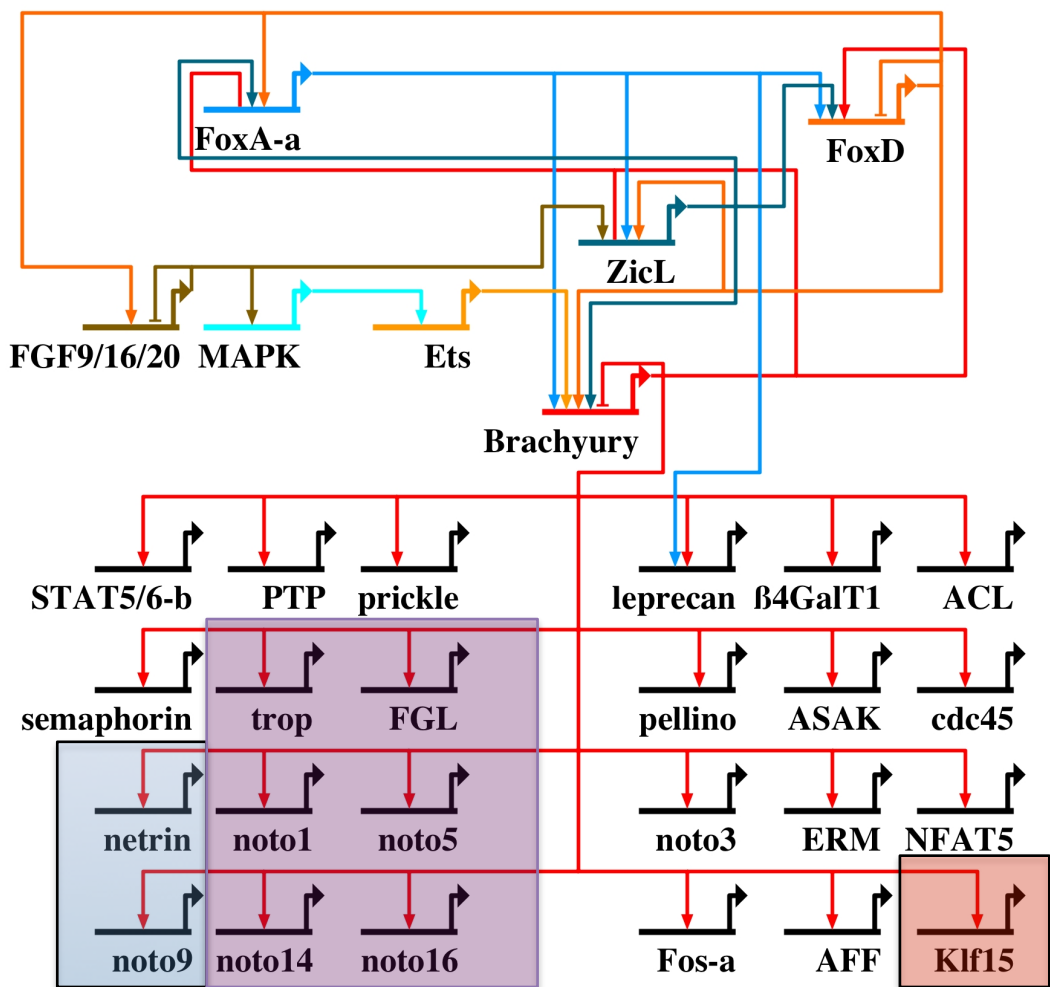 FoxA-a
FoxD
ZicL
FGF9/16/20 MAPK Ets
Brachyury
STAT5/6-b PTP prickle leprecan ß4GalT1 ACL
semaphorin trop FGL pellino ASAK cdc45
netrin noto1 noto5 noto3 ERM NFAT5
noto9 noto14 noto16 Fos-a AFF Klf15